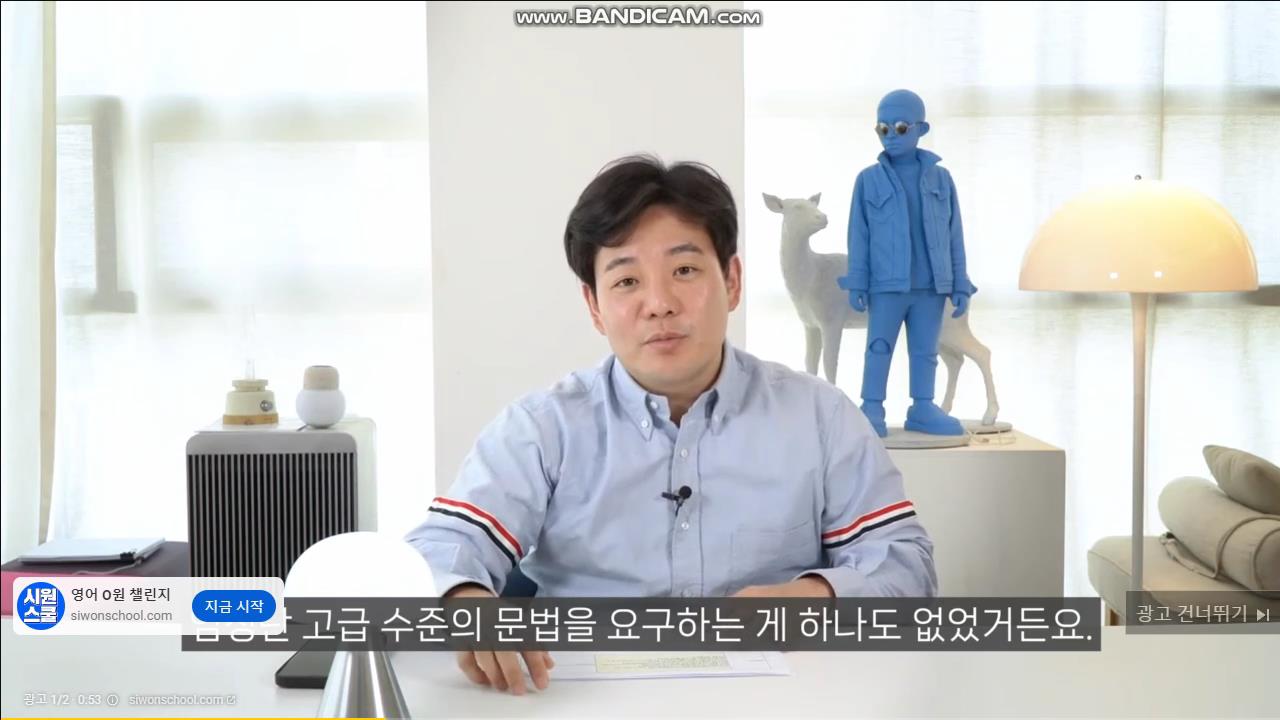 www.BANDICAM.com
시원
스쿨
영어 0원 챌린지
siwonschool.com
지금 시작
고급 수준의 문법을 요구하는 게 하나도 없었거든요.
광고 건너뛰기
광고 1/2 · 0:53
siwonschool.com